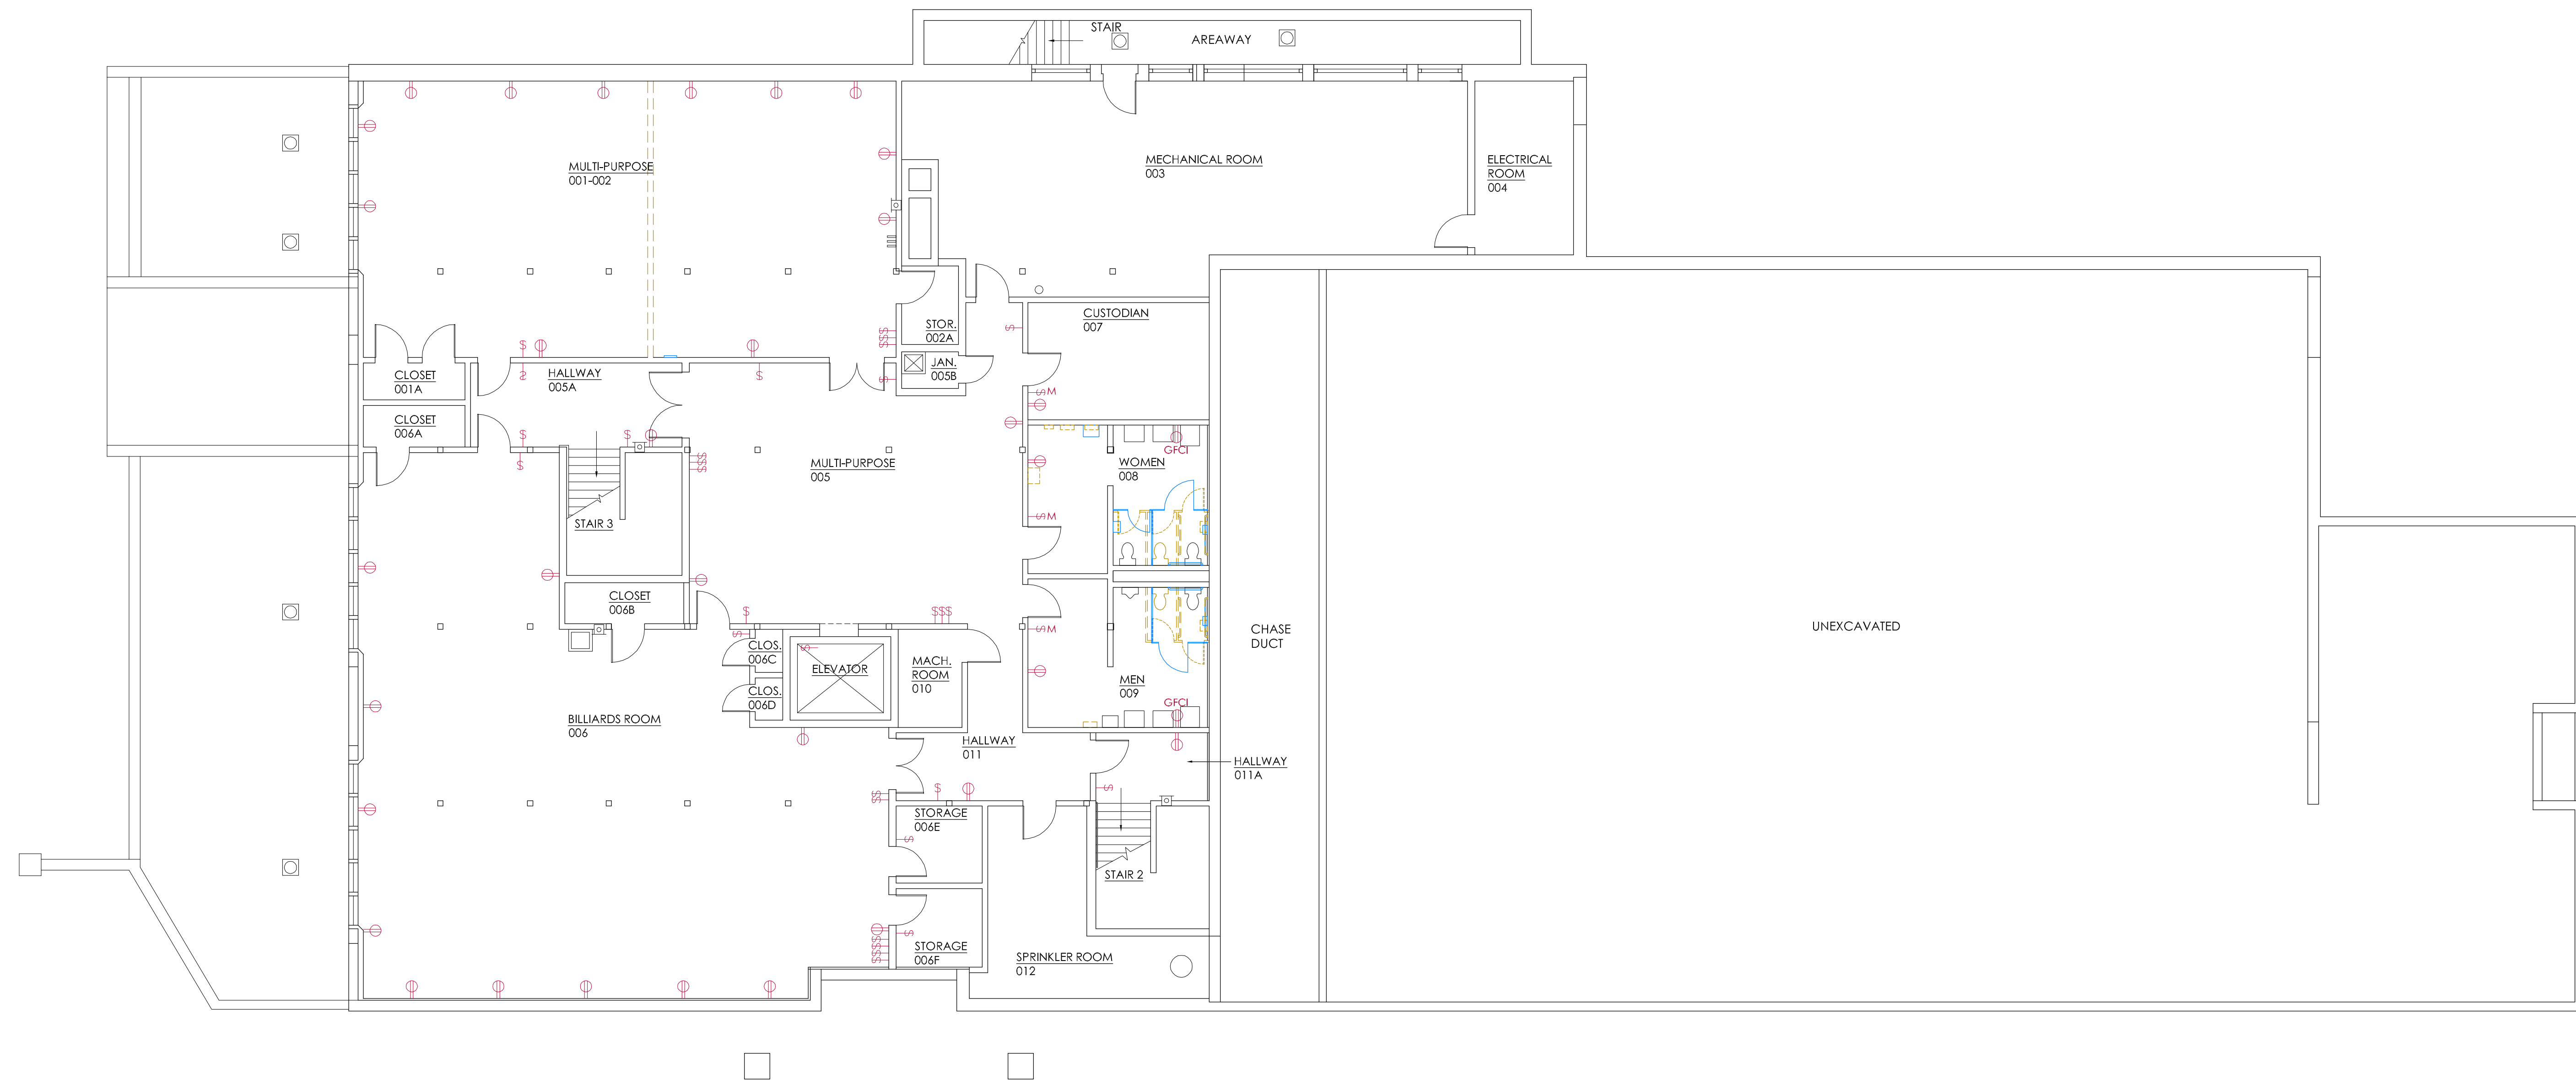 STAIR
AREAWAY
MULTI-PURPOSE
001-002
MECHANICAL ROOM
003
ELECTRICAL
ROOM
004
STOR.
002A
CUSTODIAN
007
JAN.
005B
CLOSET
001A
HALLWAY
005A
$
$
$
$$$
$
$
M
CLOSET
006A
$
$
$
$$$
MULTI-PURPOSE
005
WOMEN
008
GFCI
$
M
STAIR 3
CLOSET
006B
$
$$$
$
M
$
CLOS.
006C
$
ELEVATOR
MACH.
ROOM
010
CLOS.
006D
MEN
009
GFCI
CHASE
DUCT
UNEXCAVATED
BILLIARDS ROOM
006
HALLWAY
011
HALLWAY
011A
$$
$
$
STORAGE
006E
$
STAIR 2
$
$$$$
STORAGE
006F
SPRINKLER ROOM
012